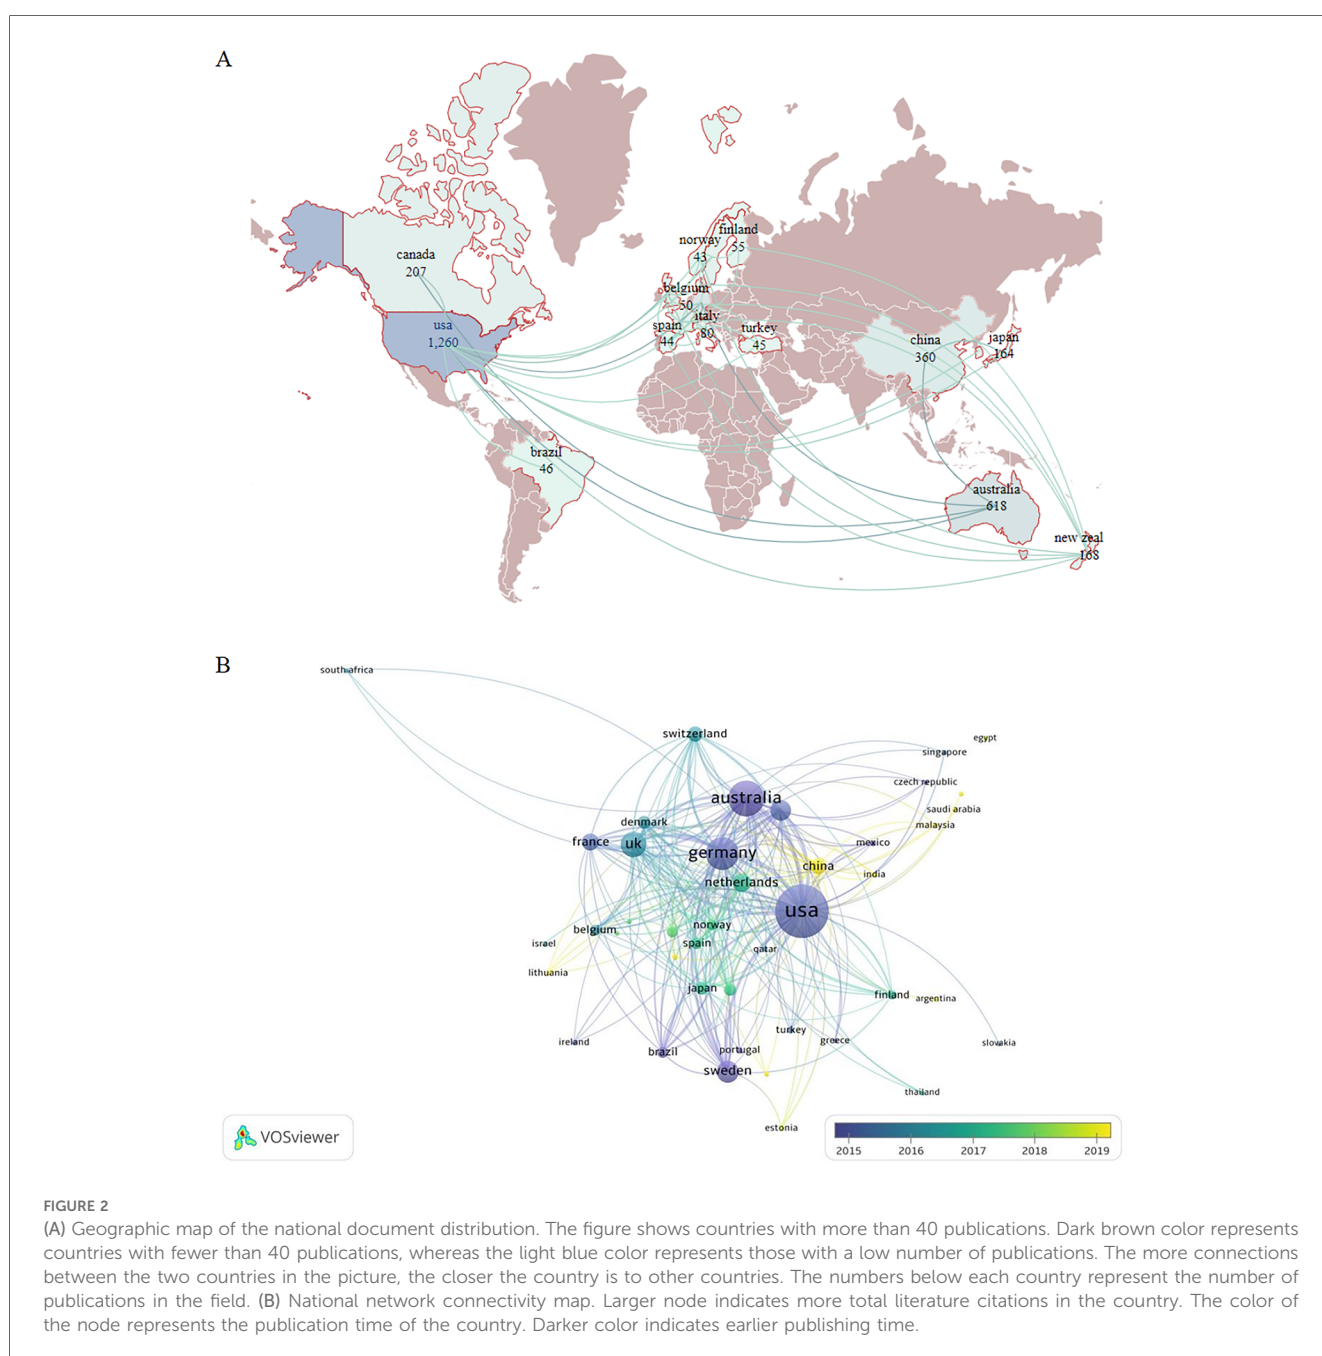 A
canada
207
usa
1,260
brazil
46
finland
55
norway
43
belgium
50
italy
80
spain
44
turkey
45
china
360
japan
164
australia
618
new zeal
168
B
south africa
switzerland
egypt
singapore
czech republic
australia
saudi arabia
denmark
malaysia
france
uk
mexico
germany
china
india
netherlands
usa
norway
belgium
spain
israel
qatar
lithuania
japan
finland
argentina
turkey
ireland
greece
slovakia
brazil
portugal
sweden
thailand
estonia
VOSviewer
2015 2016 2017 2018 2019
FIGURE 2
(A) Geographic map of the national document distribution. The figure shows countries with more than 40 publications. Dark brown color represents
countries with fewer than 40 publications, whereas the light blue color represents those with a low number of publications. The more connections
between the two countries in the picture, the closer the country is to other countries. The numbers below each country represent the number of
publications in the field. (B) National network connectivity map. Larger node indicates more total literature citations in the country. The color of
the node represents the publication time of the country. Darker color indicates earlier publishing time.